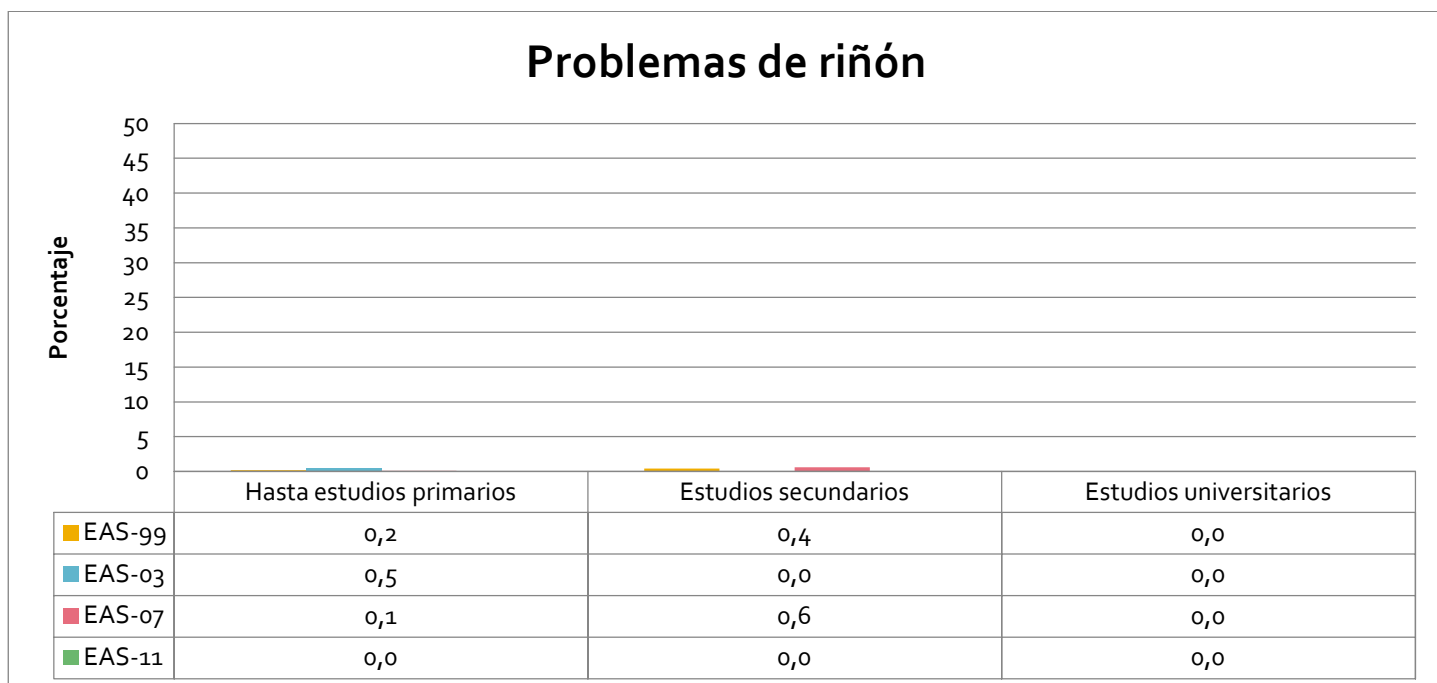 Problemas de riñón
Porcentaje
50
45
40
35
30
25
20
15
10
5
0
Hasta estudios primarios Estudios secundarios Estudios universitarios
EAS-99 0,2 0,4 0,0
EAS-03 0,5 0,0 0,0
EAS-07 0,1 0,6 0,0
EAS-11 0,0 0,0 0,0